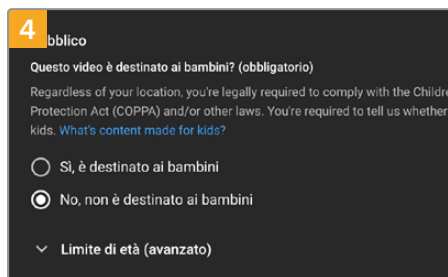 4
bblico
Questo video è destinato ai bambini? (obbligatorio)
Regardless of your location, you're legally required to comply with the Childre
Protection Act (COPPA) and/or other laws. You're required to tell us whether
kids. What's content made for kids?
Sì, è destinato ai bambini
No, non è destinato ai bambini
Limite di età (avanzato)